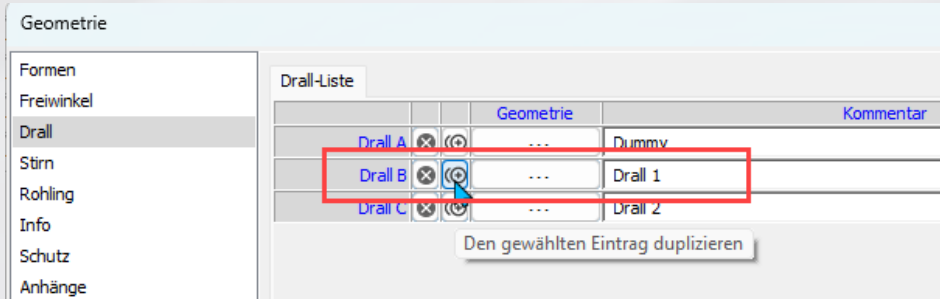 Geometrie
Formen
Freiwinkel
Drall
Stirn
Rohling
Info
Schutz
Anhänge
Drall-Liste
Geometrie Kommentar
Drall A --- Dummy
Drall B --- Drall 1
Drall C --- Drall 2
Den gewählten Eintrag duplizieren